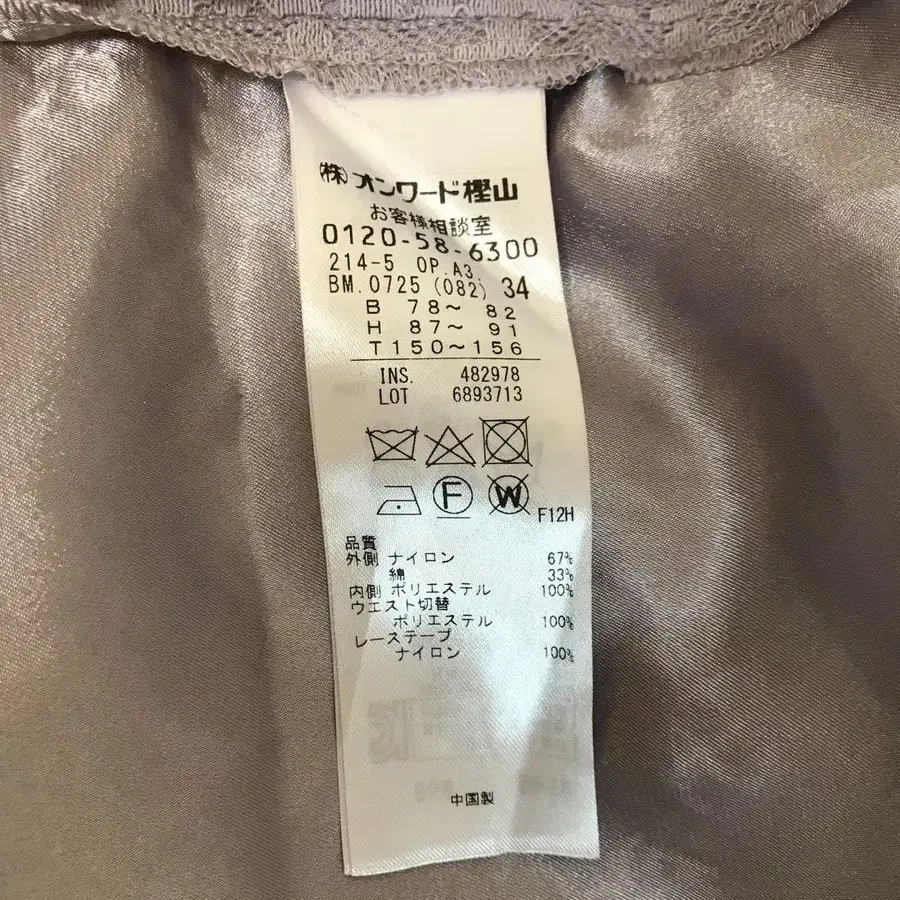 ㈱オンワード樫山
お客様相談室
0120-58-6300
214-5 OP.A3
BM.0725 (082) 34
B 78～ 82
H 87～ 91
T150～156
INS. 482978
LOT 6893713
F W F12H
品質
外側 ナイロン 67%
綿 33%
内側 ポリエステル 100%
ウエスト切替
ポリエステル 100%
レーステープ
ナイロン 100%
中国製